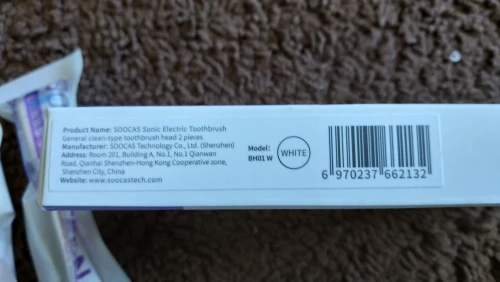 Product Name: SOOCAS Sonic Electric Toothbrush
General clean-type toothbrush head 2 pieces
Manufacturer: SOOCAS Technology Co., Ltd. (Shenzhen)
Address: Room 201, Building A, No.1, No.1 Qianwan
Road, Qianhai Shenzhen-Hong Kong Cooperative zone,
Shenzhen City, China
Website: www.soocastech.com
Model:
BH01 W
WHITE
6 970237 662132